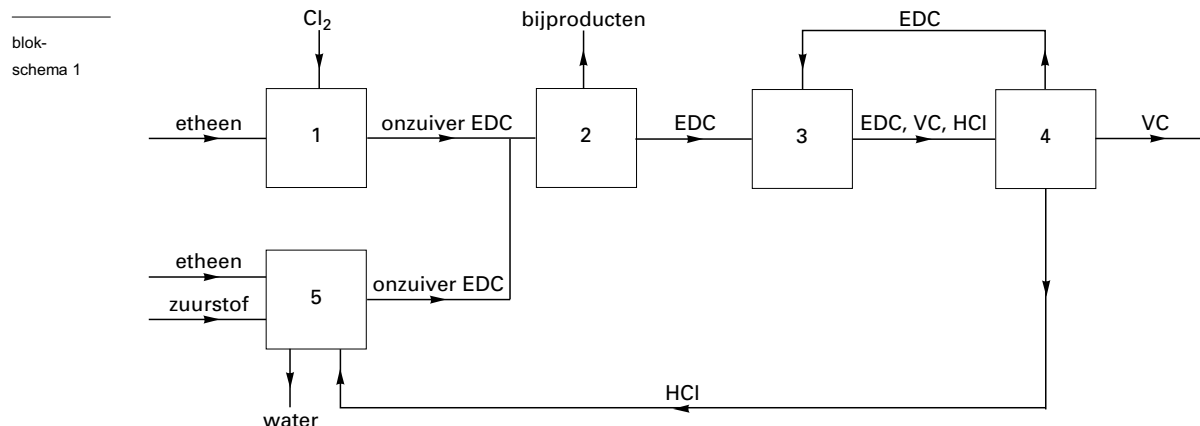 blok-
schema 1
Cl₂
bijproducten
EDC
etheen
1
onzuiver EDC
2
EDC
3
EDC, VC, HCl
4
VC
etheen
zuurstof
5
onzuiver EDC
HCl
water